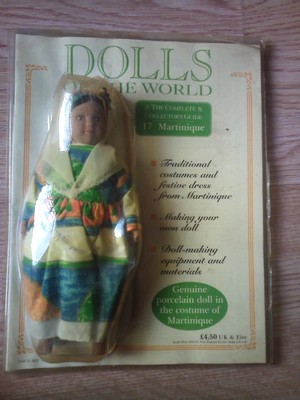 DOLLS
OF THE WORLD
THE COMPLETE
COLLECTOR'S GUIDE
17 Martinique
Traditional
costumes and
festive dress
from Martinique
Making your
own doll
Doll-making
equipment and
materials
Genuine
porcelain doll in
the costume of
Martinique
£4.50 UK & Eire